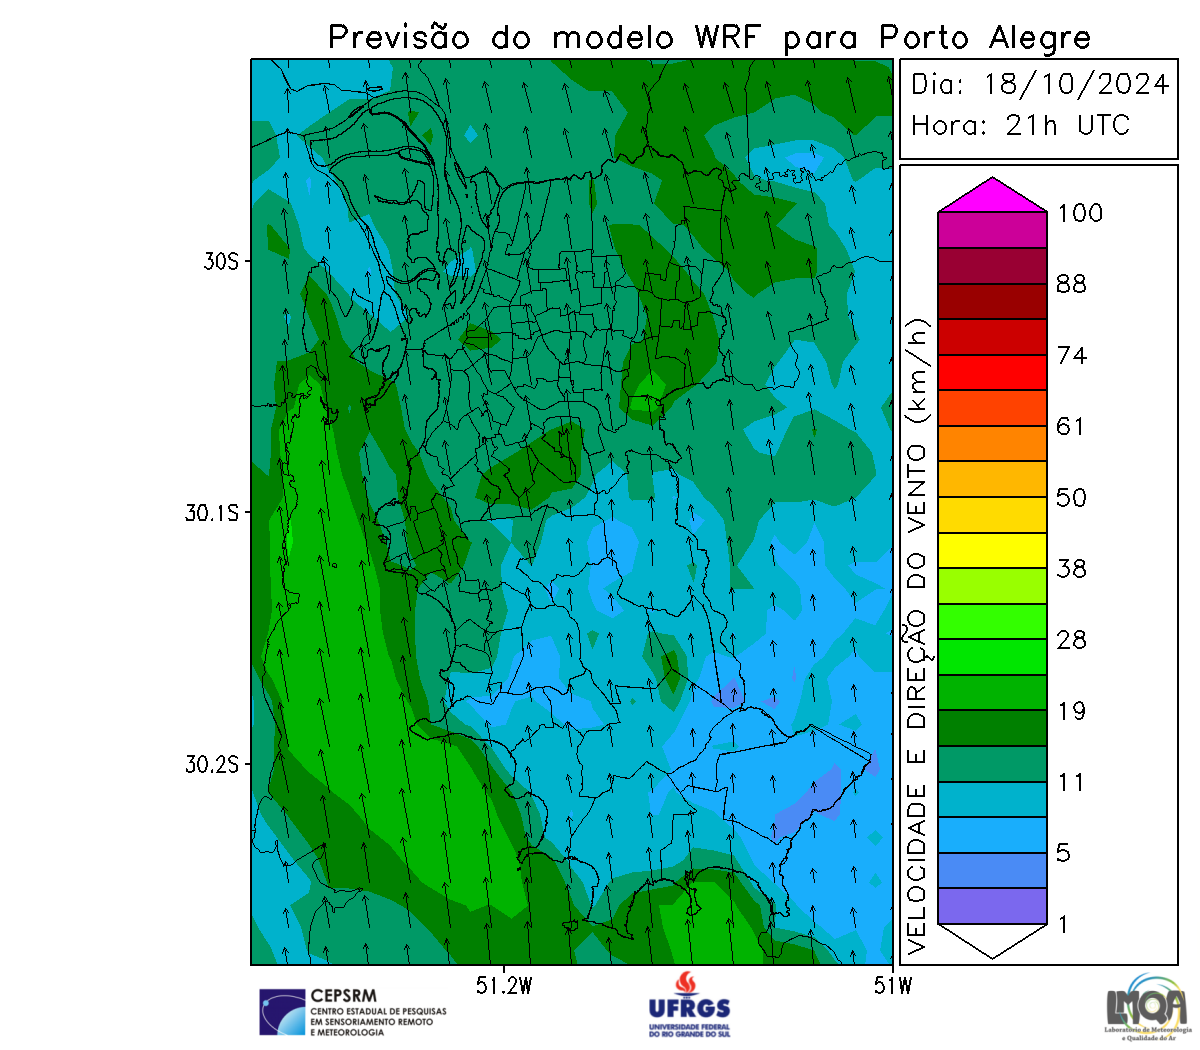 Previsão do modelo WRF para Porto Alegre
Dia: 18/10/2024
Hora: 21h UTC
30S
30.1S
30.2S
51.2W
51W
VELOCIDADE E DIREÇÃO DO VENTO (km/h)
100
88
74
61
50
38
28
19
11
5
1
CEPSRM
CENTRO ESTADUAL DE PESQUISAS
EM SENSORIAMENTO REMOTO
E METEOROLOGIA
UFRGS
UNIVERSIDADE FEDERAL
DO RIO GRANDE DO SUL
LMQA
Laboratório de Meteorologia
e Qualidade do Ar